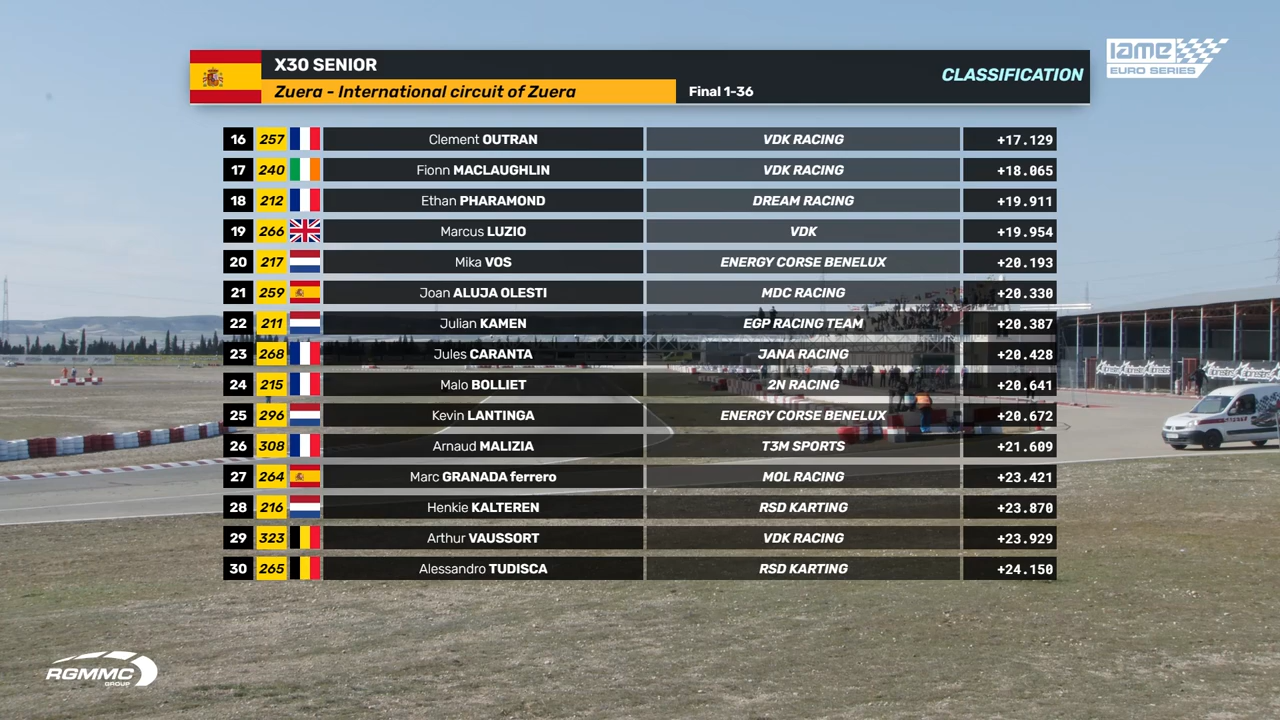 X30 SENIOR
Zuera - International circuit of Zuera
Final 1-36
CLASSIFICATION
iame
EURO SERIES
16 257 Clement OUTRAN VDK RACING +17.129
17 240 Fionn MACLAUGHLIN VDK RACING +18.065
18 212 Ethan PHARAMOND DREAM RACING +19.911
19 266 Marcus LUZIO VDK +19.954
20 217 Mika VOS ENERGY CORSE BENELUX +20.193
21 259 Joan ALUJA OLESTI MDC RACING +20.330
22 211 Julian KAMEN EGP RACING TEAM +20.387
23 268 Jules CARANTA JANA RACING +20.428
24 215 Malo BOLLIET 2N RACING +20.641
25 296 Kevin LANTINGA ENERGY CORSE BENELUX +20.672
26 308 Arnaud MALIZIA T3M SPORTS +21.609
27 264 Marc GRANADA ferrero MOL RACING +23.421
28 216 Henkie KALTEREN RSD KARTING +23.870
29 323 Arthur VAUSSORT VDK RACING +23.929
30 265 Alessandro TUDISCA RSD KARTING +24.150
RGMMC
GROUP